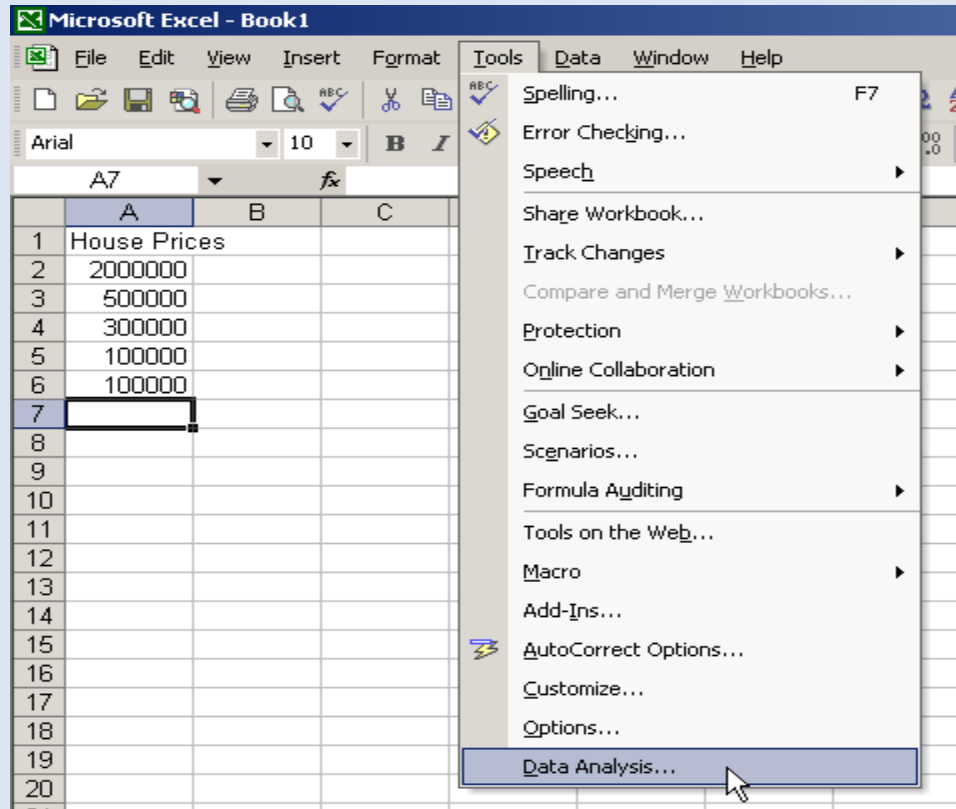 Microsoft Excel - Book1
File Edit View Insert Format Tools Data Window Help
ABC
Arial 10 B I
A7 fx
A B C
1 House Prices
2 2000000
3 500000
4 300000
5 100000
6 100000
7
8
9
10
11
12
13
14
15
16
17
18
19
20
ABC Spelling... F7
Error Checking...
Speech
Share Workbook...
Track Changes
Compare and Merge Workbooks...
Protection
Online Collaboration
Goal Seek...
Scenarios...
Formula Auditing
Tools on the Web...
Macro
Add-Ins...
AutoCorrect Options...
Customize...
Options...
Data Analysis...